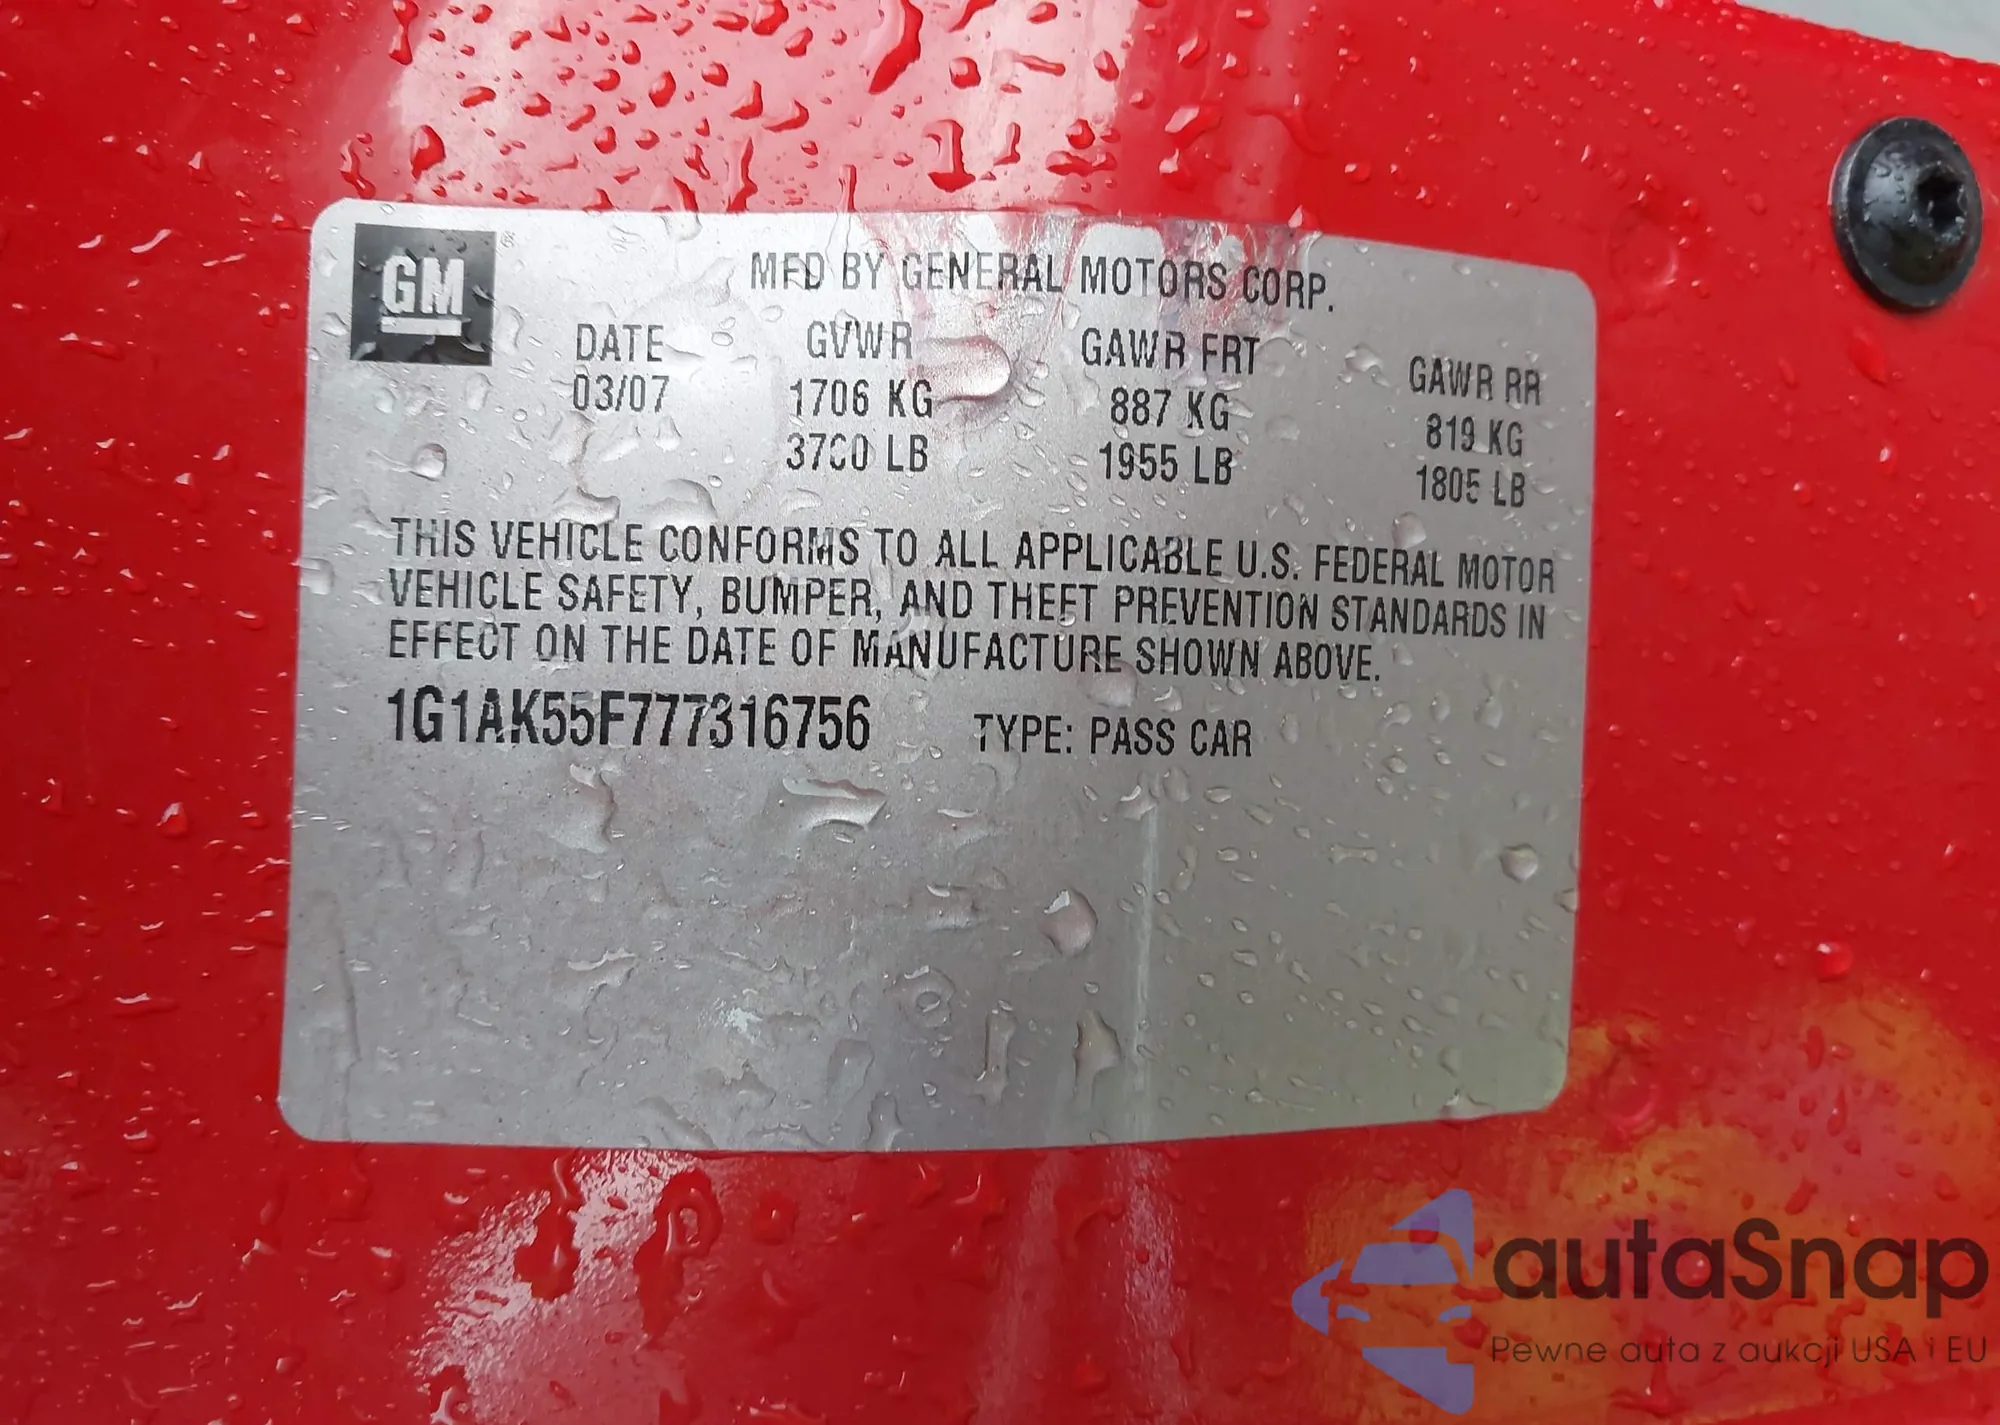 GM
®
MFD BY GENERAL MOTORS CORP.
DATE GVWR GAWR FRT GAWR RR
03/07 1706 KG 887 KG 819 KG
3760 LB 1955 LB 1805 LB
THIS VEHICLE CONFORMS TO ALL APPLICABLE U.S. FEDERAL MOTOR
VEHICLE SAFETY, BUMPER, AND THEFT PREVENTION STANDARDS IN
EFFECT ON THE DATE OF MANUFACTURE SHOWN ABOVE.
1G1AK55F777316756 TYPE: PASS CAR
autaSnap
Pewne auta z aukcji USA i EU